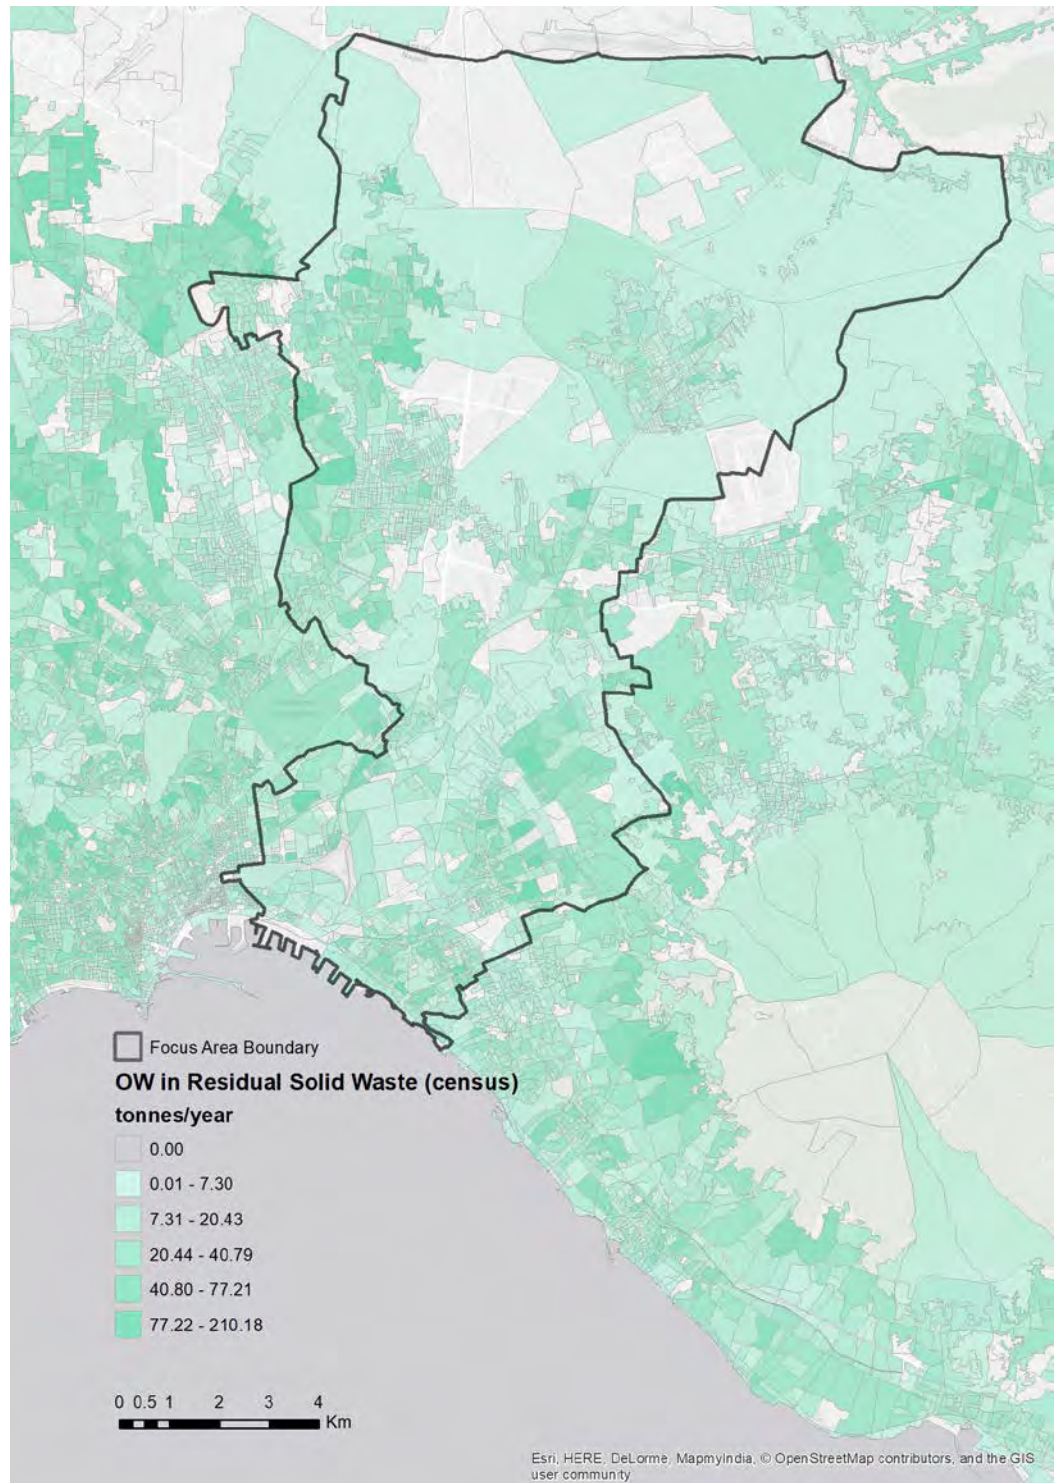 Focus Area Boundary
OW in Residual Solid Waste (census)
tonnes/year
0.00
0.01 - 7.30
7.31 - 20.43
20.44 - 40.79
40.80 - 77.21
77.22 - 210.18
0 0.5 1 2 3 4
Km
Esri, HERE, DeLorme, MapmyIndia, © OpenStreetMap contributors, and the GIS
user community